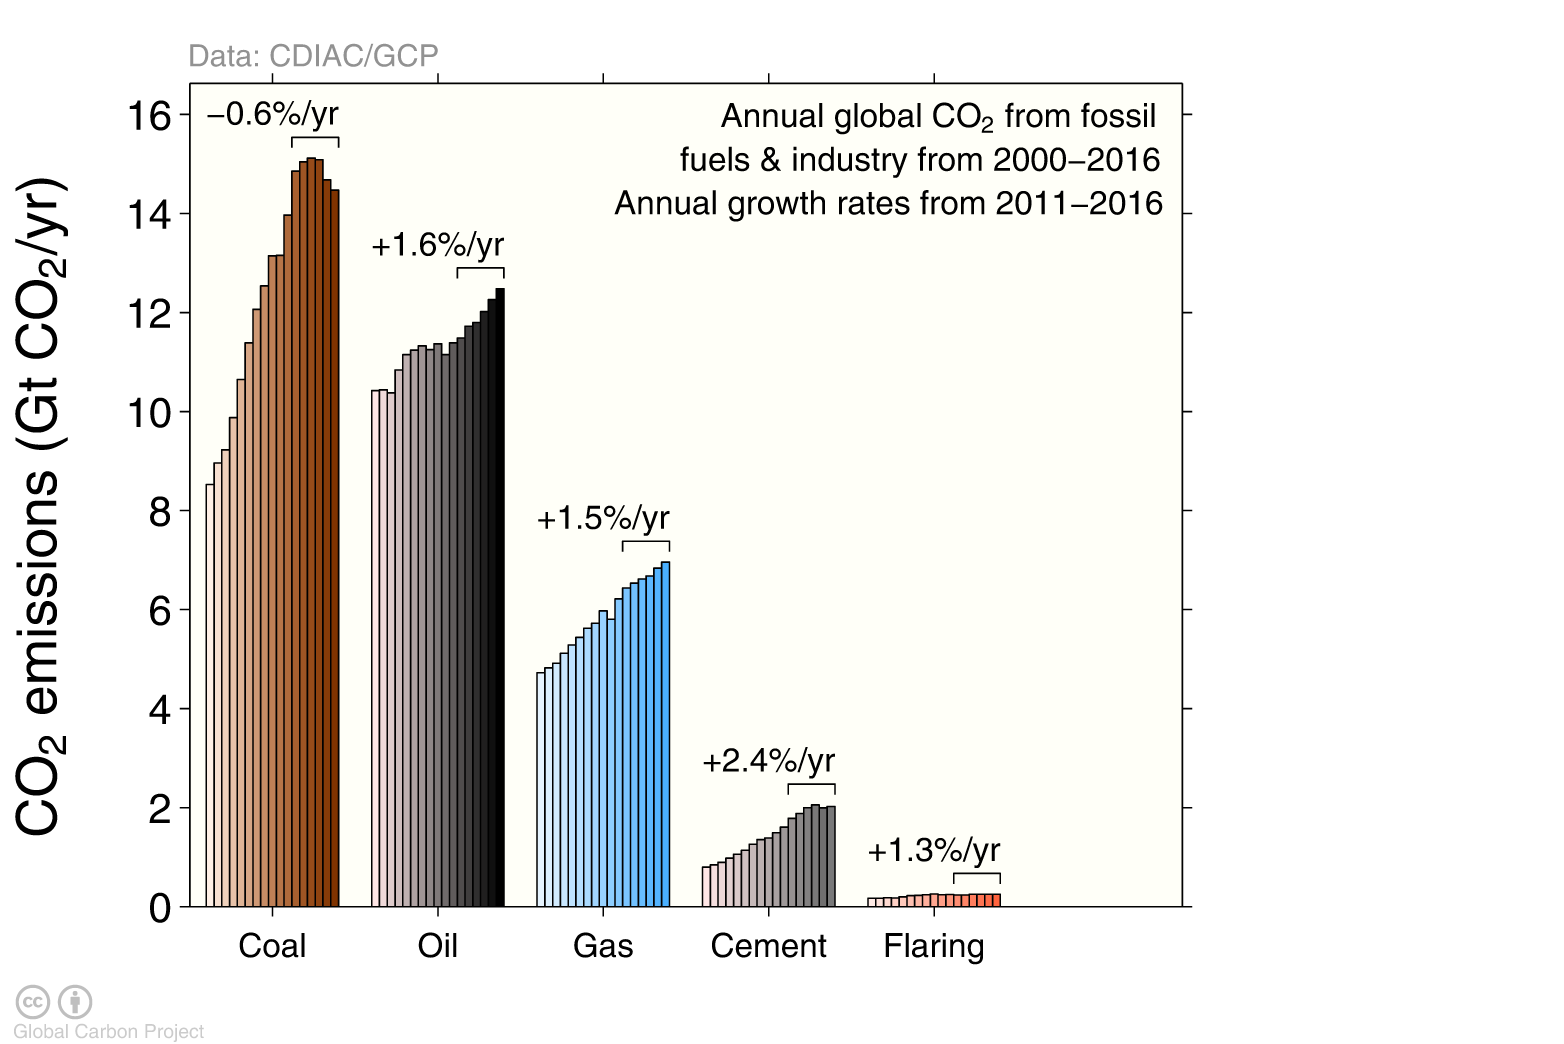 Data: CDIAC/GCP
Annual global CO₂ from fossil
fuels & industry from 2000–2016
Annual growth rates from 2011–2016
CO₂ emissions (Gt CO₂/yr)
16
14
12
10
8
6
4
2
0
−0.6%/yr
+1.6%/yr
+1.5%/yr
+2.4%/yr
+1.3%/yr
Coal
Oil
Gas
Cement
Flaring
cc
Global Carbon Project